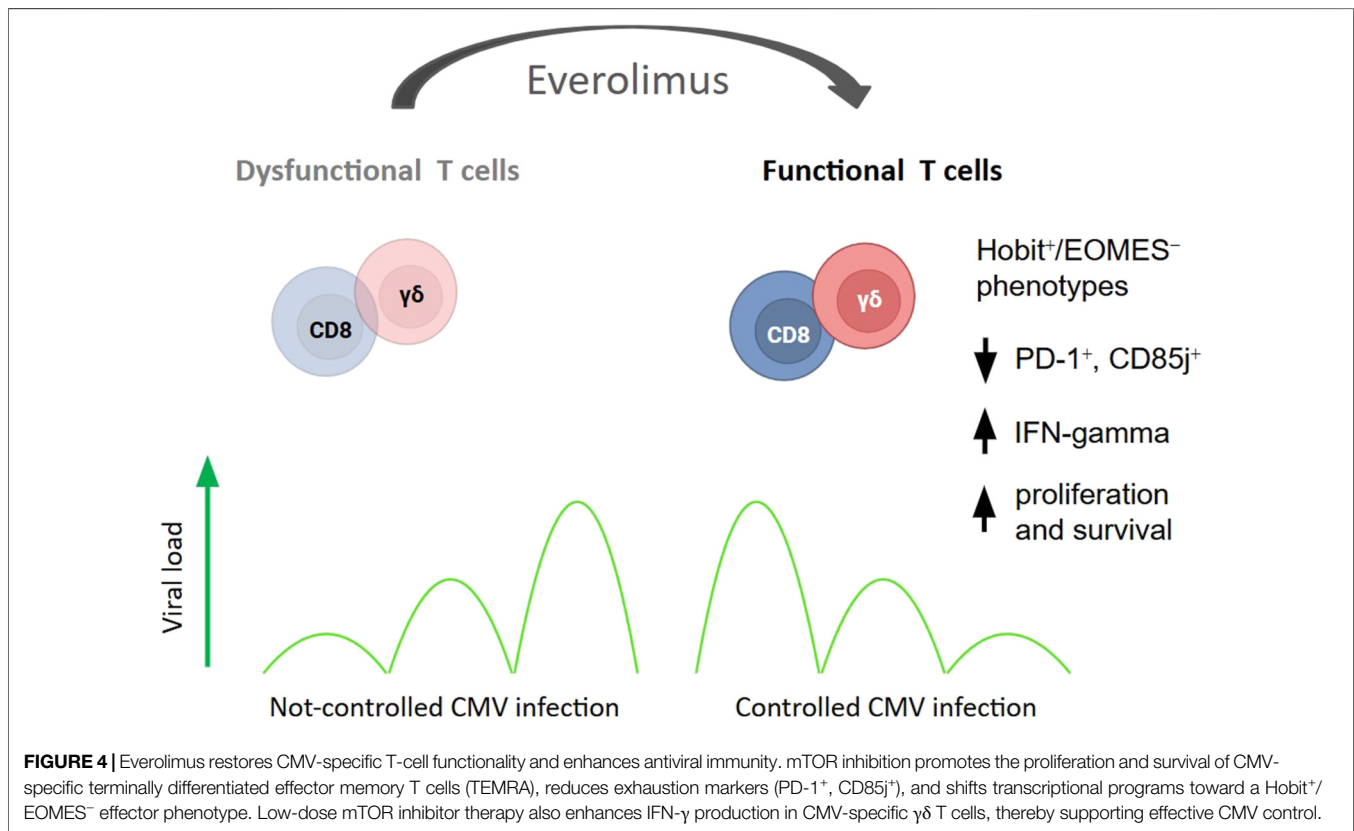 Everolimus
Dysfunctional T cells
Functional T cells
CD8
γδ
CD8
γδ
Hobit⁺/EOMES⁻
phenotypes
PD-1⁺, CD85j⁺
IFN-gamma
proliferation
and survival
Viral load
Not-controlled CMV infection
Controlled CMV infection
FIGURE 4 | Everolimus restores CMV-specific T-cell functionality and enhances antiviral immunity. mTOR inhibition promotes the proliferation and survival of CMV-
specific terminally differentiated effector memory T cells (TEMRA), reduces exhaustion markers (PD-1⁺, CD85j⁺), and shifts transcriptional programs toward a Hobit⁺/
EOMES⁻ effector phenotype. Low-dose mTOR inhibitor therapy also enhances IFN-γ production in CMV-specific γδ T cells, thereby supporting effective CMV control.